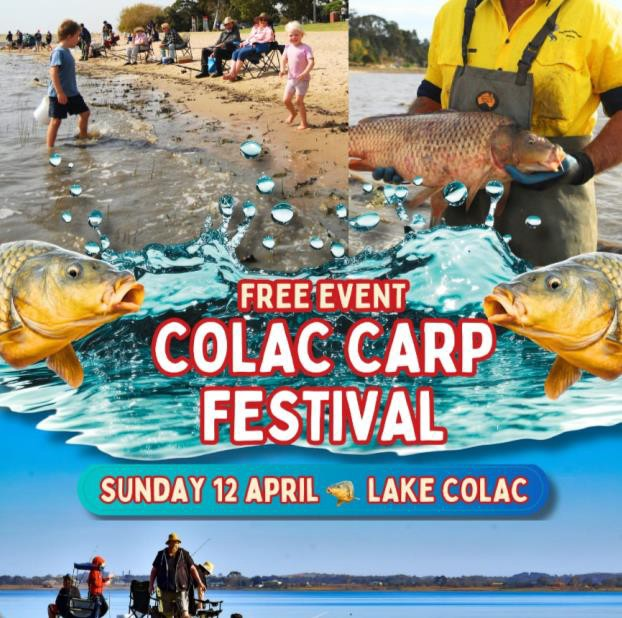 FREE EVENT
COLAC CARP
FESTIVAL
SUNDAY 12 APRIL LAKE COLAC